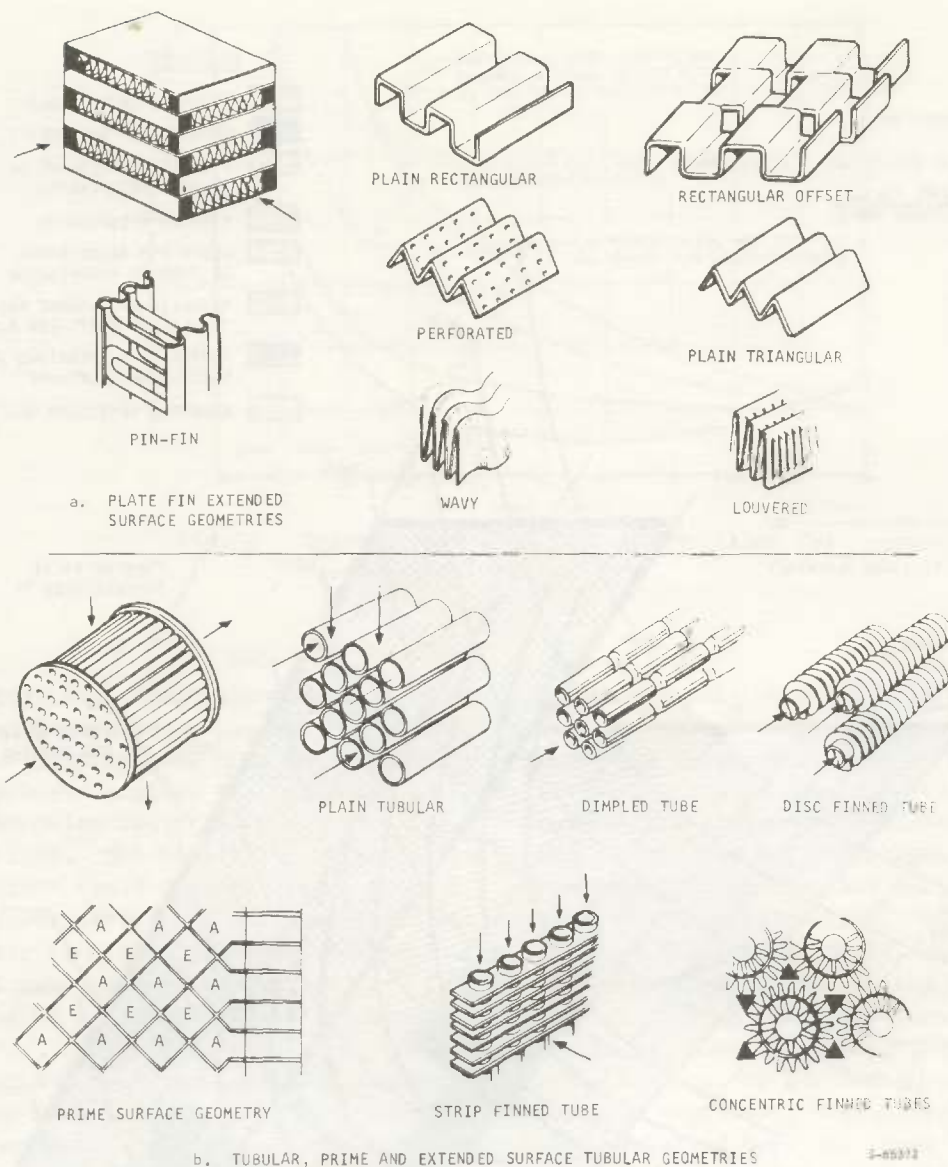 PLAIN RECTANGULAR
RECTANGULAR OFFSET
PERFORATED
PLAIN TRIANGULAR
PIN-FIN
WAVY
LOUVERED
a. PLATE FIN EXTENDED
SURFACE GEOMETRIES
PLAIN TUBULAR
DIMPLED TUBE
DISC FINNED TUBE
A A A
E E E
A A A
E E E
A A A A
PRIME SURFACE GEOMETRY
STRIP FINNED TUBE
CONCENTRIC FINNED TUBES
b. TUBULAR, PRIME AND EXTENDED SURFACE TUBULAR GEOMETRIES